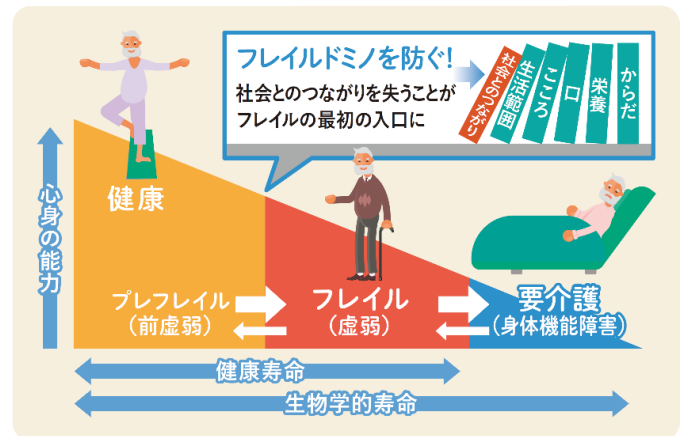 フレイルドミノを防ぐ!
社会とのつながりを失うことが
フレイルの最初の入口に
社会とのつながり
生活範囲
こころ
口
栄養
からだ
心身の能力
健康
プレフレイル
(前虚弱)
フレイル
(虚弱)
要介護
(身体機能障害)
健康寿命
生物学的寿命